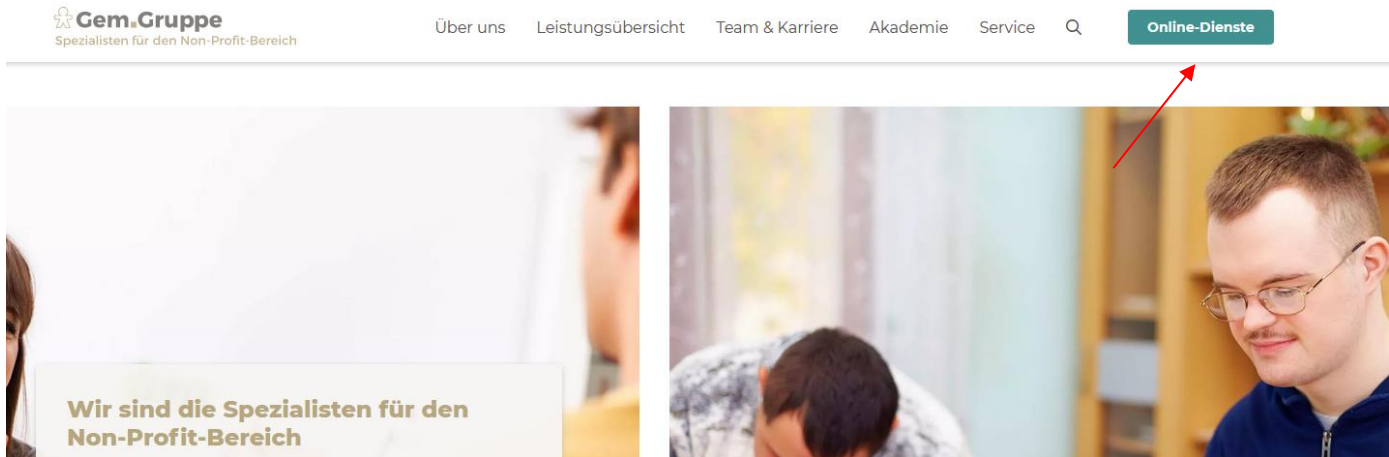 Gem.Gruppe
Spezialisten für den Non-Profit-Bereich
Über uns Leistungsübersicht Team & Karriere Akademie Service Online-Dienste
Wir sind die Spezialisten für den
Non-Profit-Bereich